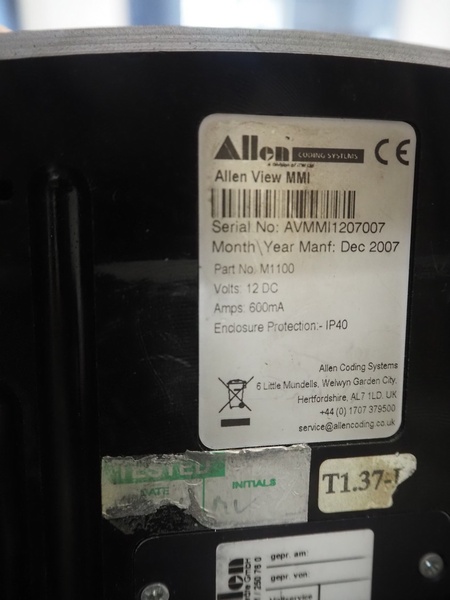 Allen CODING SYSTEMS CE
Allen View MMI
Serial No: AVMMI1207007
Month\Year Manf: Dec 2007
Part No: M1100
Volts: 12 DC
Amps: 600mA
Enclosure Protection:- IP40
Allen Coding Systems
6 Little Mundells, Welwyn Garden City,
Hertfordshire, AL7 1LD. UK
+44 (0) 1707 379500
service@allencoding.co.uk
TESTED
DATE INITIALS
T1.37-
gepr. am:
gepr. von: